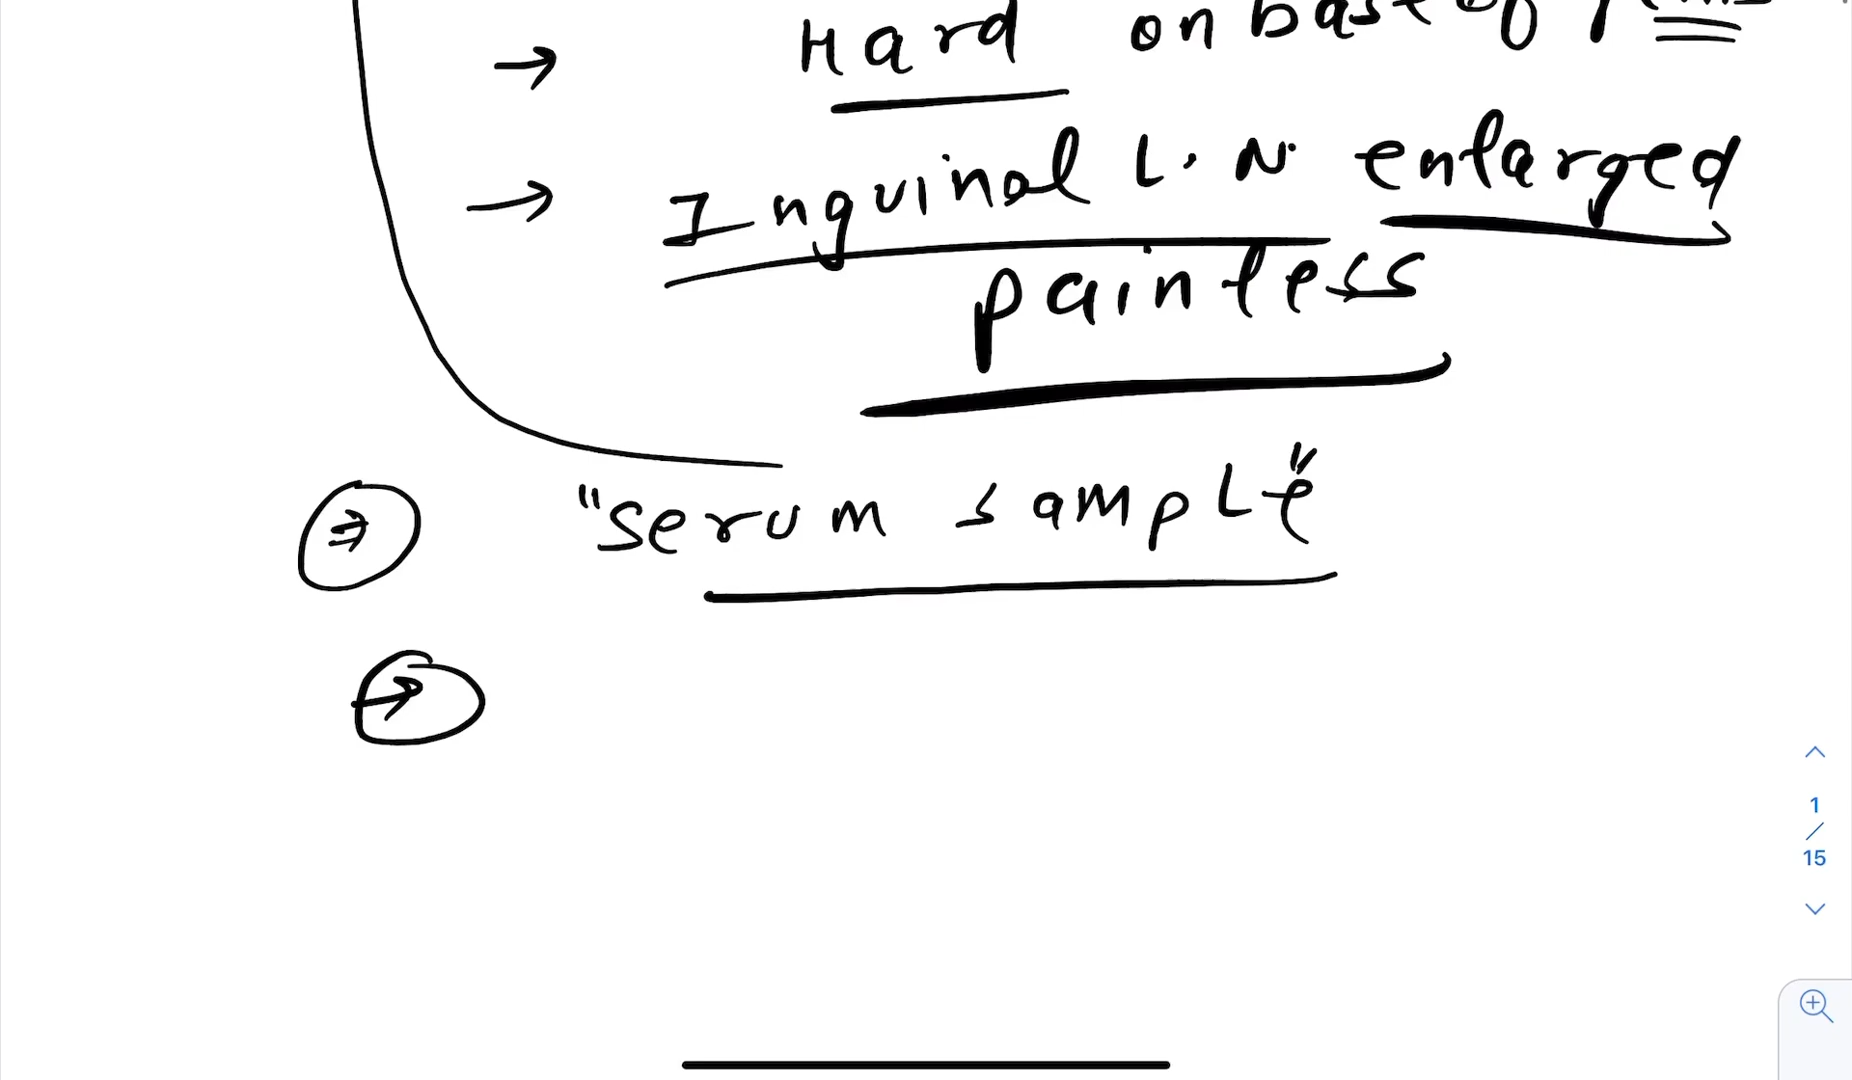 → Hard on base of
→ Inguinal L.N. enlarged
painless
→ "serum sample"
→
1
/
15